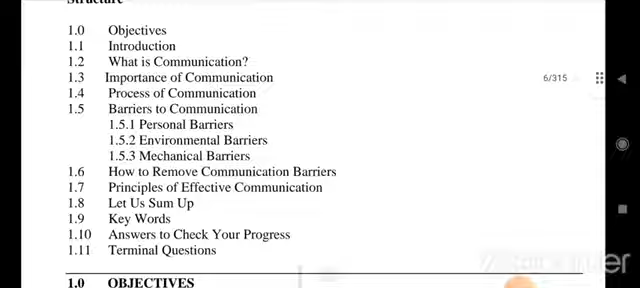 Structure
1.0 Objectives
1.1 Introduction
1.2 What is Communication?
1.3 Importance of Communication
6/315
1.4 Process of Communication
1.5 Barriers to Communication
1.5.1 Personal Barriers
1.5.2 Environmental Barriers
1.5.3 Mechanical Barriers
1.6 How to Remove Communication Barriers
1.7 Principles of Effective Communication
1.8 Let Us Sum Up
1.9 Key Words
1.10 Answers to Check Your Progress
1.11 Terminal Questions
1.0 OBJECTIVES